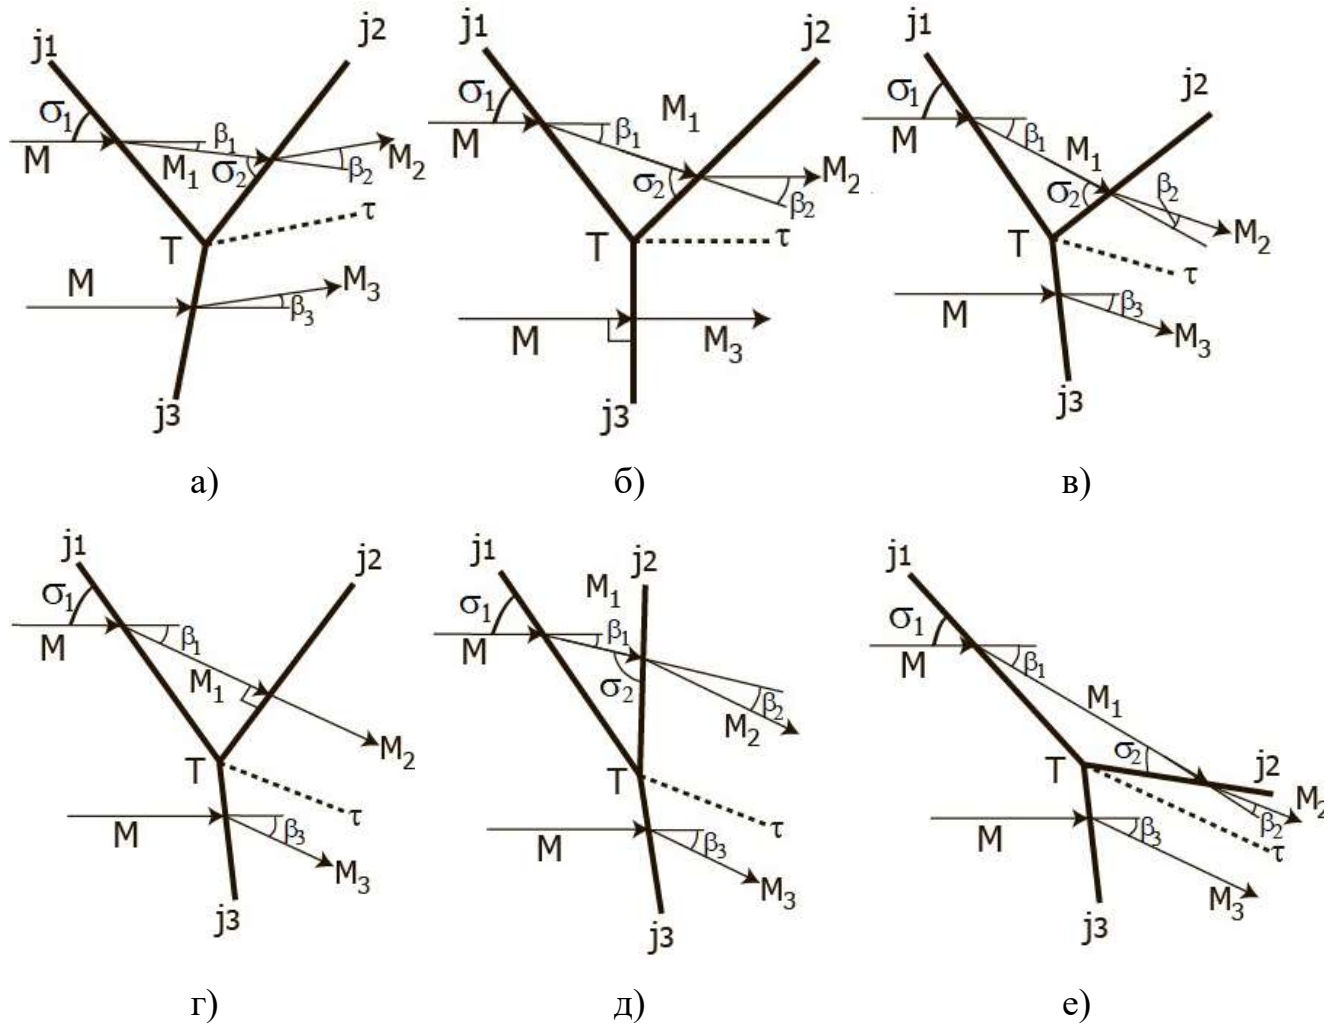 j1 j2
σ1
M β1 M1 σ2 β2 M2
T τ
M β3 M3
j3
а)
j1 j2
σ1
M β1 M1 σ2 β2 M2
T τ
M M3
j3
б)
j1 j2
σ1
M β1 M1 σ2 β2 M2
T τ
M β3 M3
j3
в)
j1 j2
σ1
M β1 M1 M2
T τ
M β3 M3
j3
г)
j1 j2
M1
σ1
M β1 σ2 β2 M2
T τ
M β3 M3
j3
д)
j1
σ1
M β1 M1
σ2 j2
T β2 M2
τ
M β3 M3
j3
е)